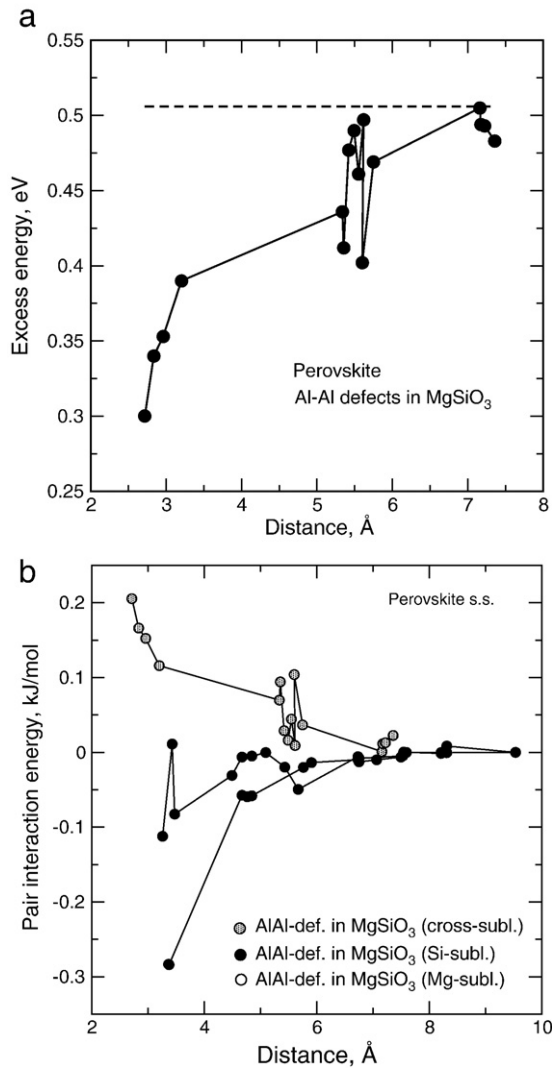 a
0.55
0.5
0.45
0.4
0.35
0.3
0.25
Excess energy, eV
Perovskite
Al-Al defects in MgSiO3
2 3 4 5 6 7 8
Distance, Å
b
0.2
0.1
0
-0.1
-0.2
-0.3
Pair interaction energy, kJ/mol
Perovskite s.s.
AlAl-def. in MgSiO3 (cross-subl.)
AlAl-def. in MgSiO3 (Si-subl.)
AlAl-def. in MgSiO3 (Mg-subl.)
2 4 6 8 10
Distance, Å